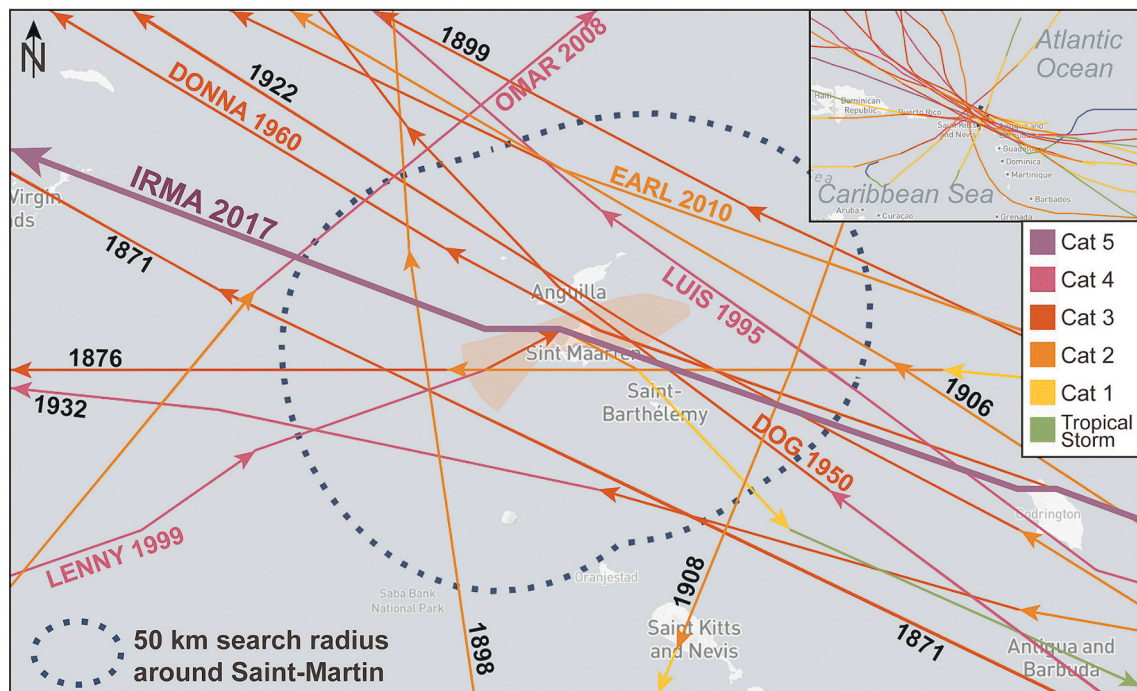 N
1899
OMAR 2008
1922
DONNA 1960
IRMA 2017
EARL 2010
Virgin
nds
1871
Anguilla
LUIS 1995
Sint Maarten
1876
Saint-
Barthélemy
1906
1932
DOG 1950
Codrington
LENNY 1999
Oranjestad
Saba Bank
National Park
1908
Saint Kitts
and Nevis
1898
1871
Antigua and
Barbuda
50 km search radius
around Saint-Martin
Atlantic
Ocean
Haiti
Dominican
Republic
Puerto Rico
Saint Kitts
and Nevis
Antigua and
Guadeloupe
Dominica
Martinique
Caribbean Sea
Barbados
Aruba
Curacao
Grenada
Cat 5
Cat 4
Cat 3
Cat 2
Cat 1
Tropical
Storm